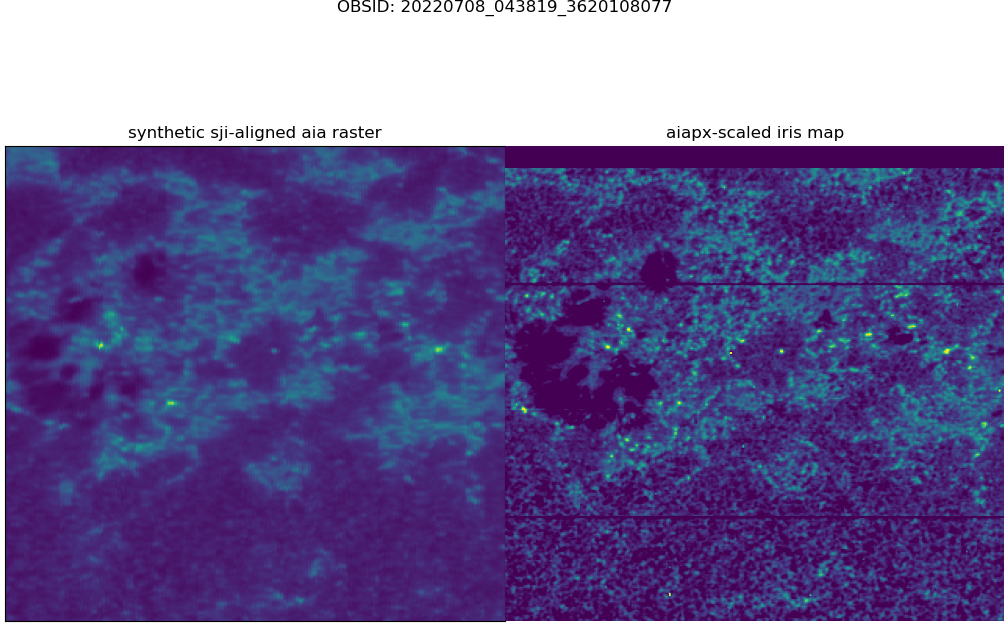 OBSID: 20220708_043819_3620108077
synthetic sji-aligned aia raster
aiapx-scaled iris map